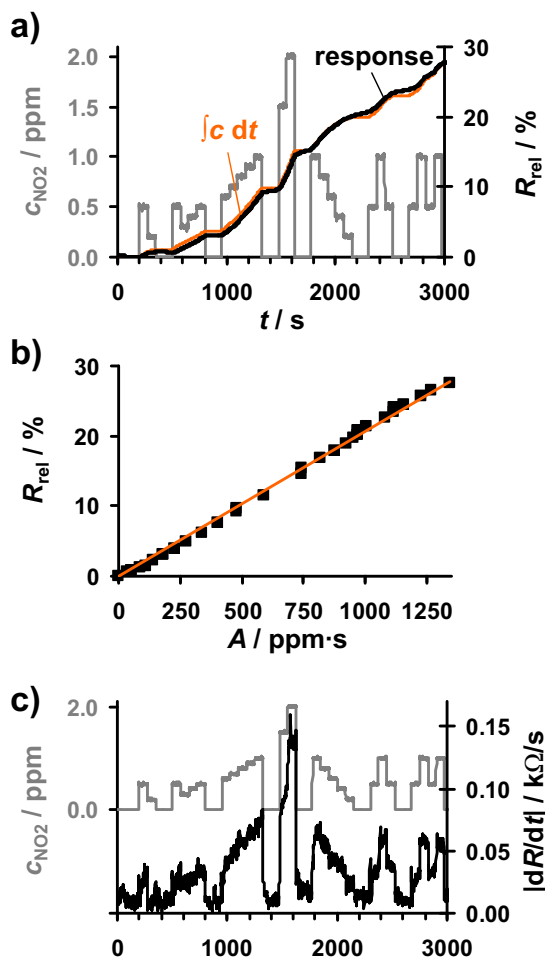 a)
2.0
1.5
1.0
0.5
0.0
c_NO2 / ppm
response
∫c dt
30
20
10
0
R_rel / %
0 1000 2000 3000
t / s
b)
30
20
10
0
R_rel / %
0 250 500 750 1000 1250
A / ppm·s
c)
2.0
0.0
c_NO2 / ppm
0.15
0.10
0.05
0.00
|dR/dt| / kΩ/s
0 1000 2000 3000